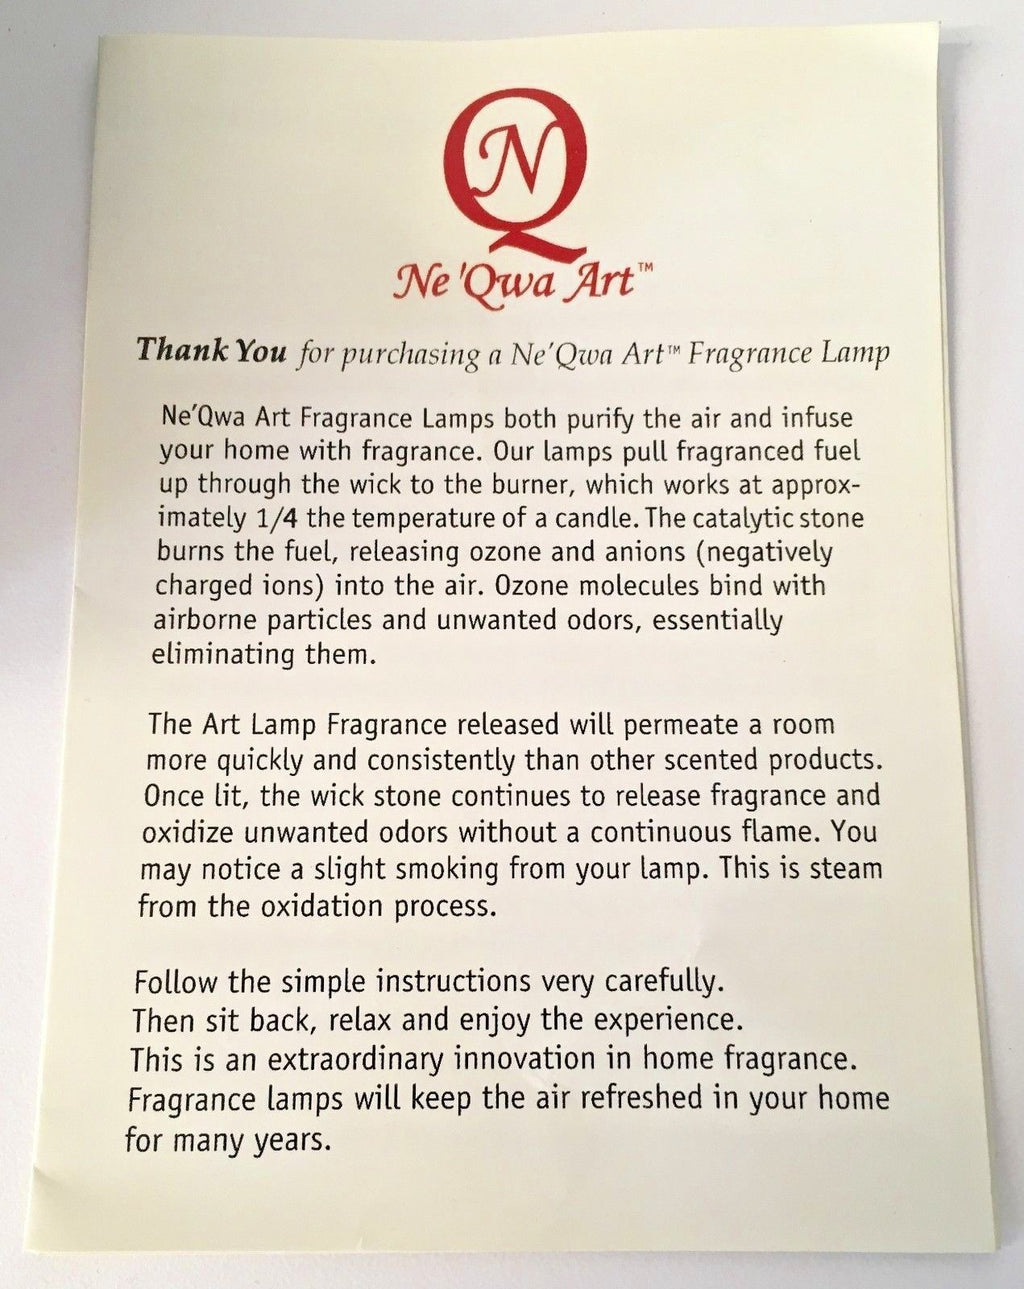 QN
Ne'Qwa Art™
Thank You for purchasing a Ne'Qwa Art™ Fragrance Lamp
Ne'Qwa Art Fragrance Lamps both purify the air and infuse
your home with fragrance. Our lamps pull fragranced fuel
up through the wick to the burner, which works at approx-
imately 1/4 the temperature of a candle. The catalytic stone
burns the fuel, releasing ozone and anions (negatively
charged ions) into the air. Ozone molecules bind with
airborne particles and unwanted odors, essentially
eliminating them.
The Art Lamp Fragrance released will permeate a room
more quickly and consistently than other scented products.
Once lit, the wick stone continues to release fragrance and
oxidize unwanted odors without a continuous flame. You
may notice a slight smoking from your lamp. This is steam
from the oxidation process.
Follow the simple instructions very carefully.
Then sit back, relax and enjoy the experience.
This is an extraordinary innovation in home fragrance.
Fragrance lamps will keep the air refreshed in your home
for many years.